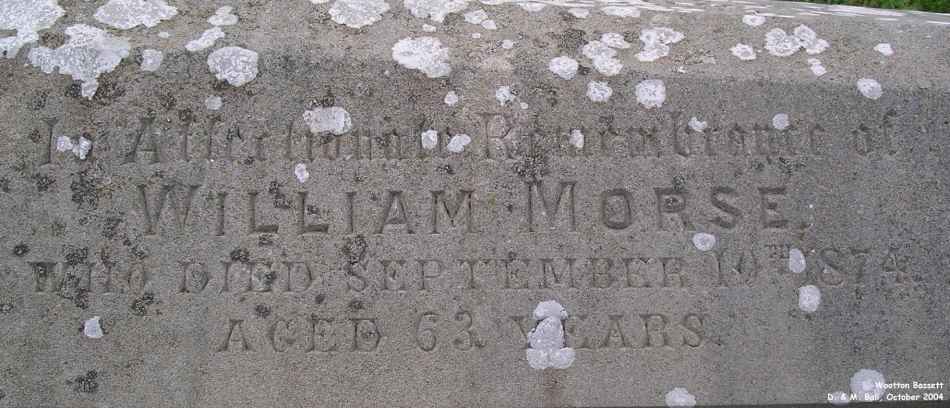 In Affectionate Remembrance of
WILLIAM MORSE,
WHO DIED SEPTEMBER 10TH 1874.
AGED 63 YEARS.
© Wootton Bassett
D. & M. Ball, October 2004